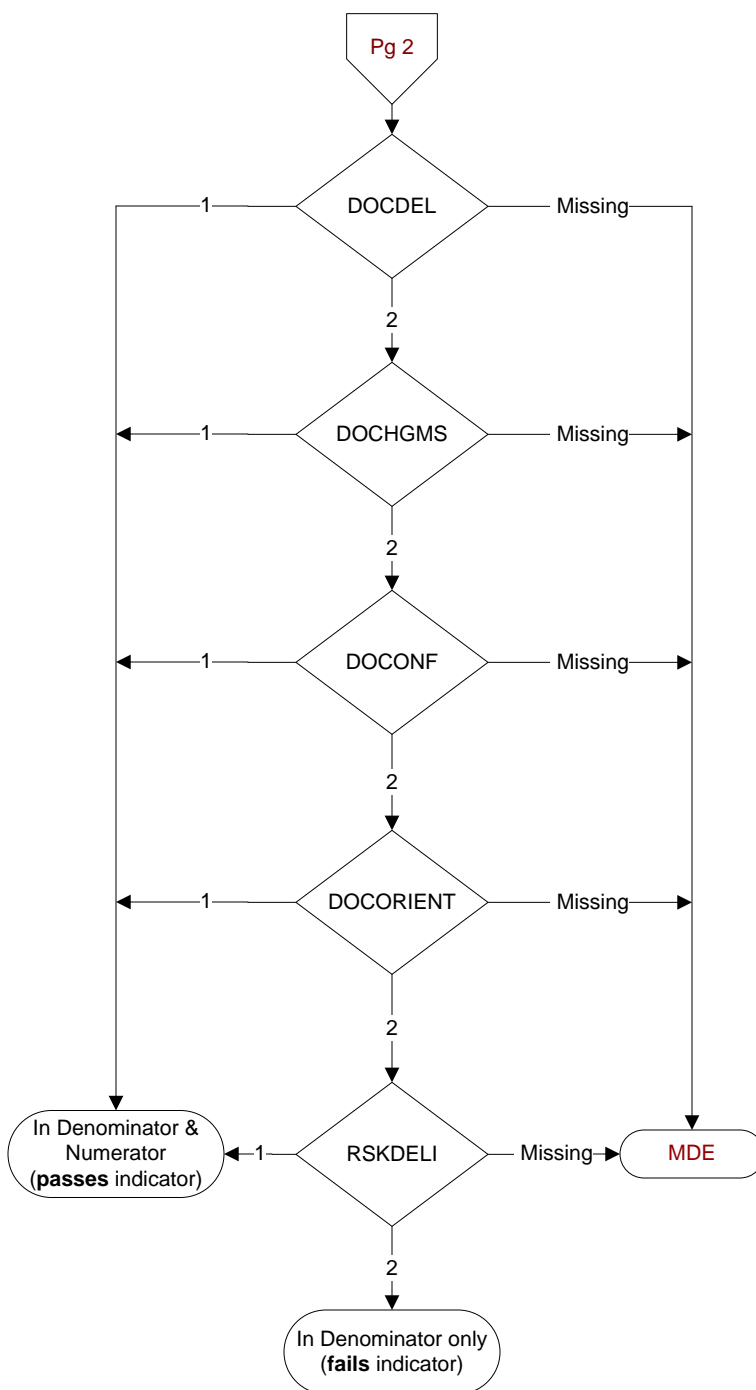 Pg 2
DOCDEL
1
Missing
2
DOCHGMS
1
Missing
2
DOCONF
1
Missing
2
DOCORIENT
1
Missing
2
In Denominator &
Numerator
(passes indicator)
1
RSKDELI
Missing
MDE
2
In Denominator only
(fails indicator)